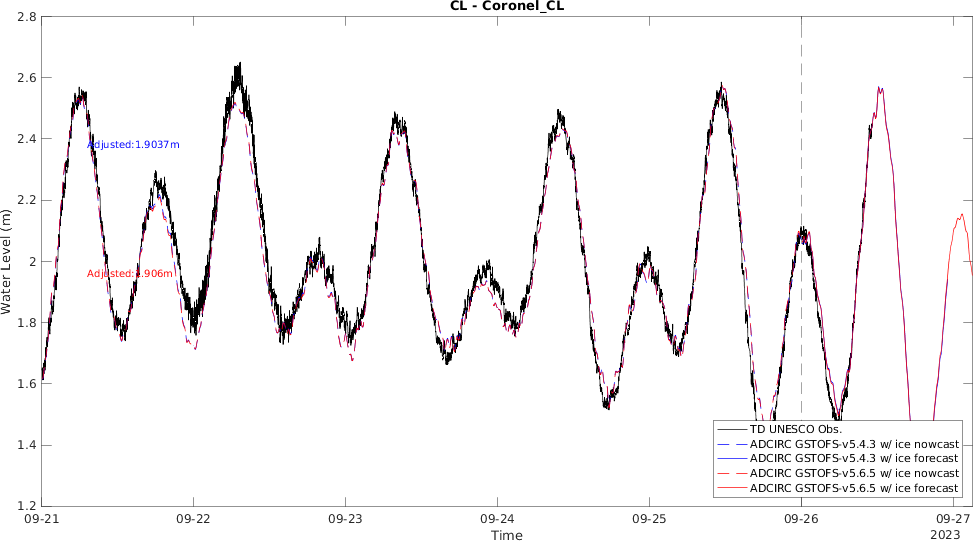 CL - Coronel_CL
2.8
2.6
2.4
2.2
2
1.8
1.6
1.4
1.2
Water Level (m)
Adjusted:1.9037m
Adjusted:1.906m
TD UNESCO Obs.
ADCIRC GSTOFS-v5.4.3 w/ ice nowcast
ADCIRC GSTOFS-v5.4.3 w/ ice forecast
ADCIRC GSTOFS-v5.6.5 w/ ice nowcast
ADCIRC GSTOFS-v5.6.5 w/ ice forecast
09-21 09-22 09-23 09-24 09-25 09-26 09-27
Time 2023